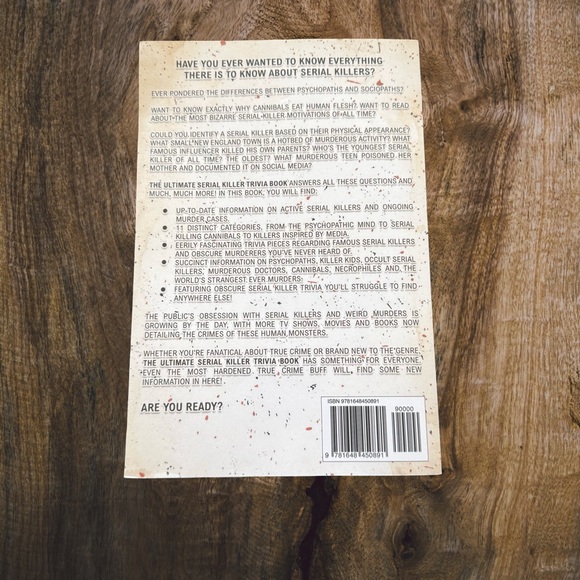 HAVE YOU EVER WANTED TO KNOW EVERYTHING
THERE IS TO KNOW ABOUT SERIAL KILLERS?
EVER PONDERED THE DIFFERENCES BETWEEN PSYCHOPATHS AND SOCIOPATHS?
WANT TO KNOW EXACTLY WHY CANNIBALS EAT HUMAN FLESH? WANT TO READ
ABOUT THE MOST BIZARRE SERIAL KILLER MOTIVATIONS OF ALL TIME?
COULD YOU IDENTIFY A SERIAL KILLER BASED ON THEIR PHYSICAL APPEARANCE?
WHAT SMALL NEW ENGLAND TOWN IS A HOTBED OF MURDEROUS ACTIVITY? WHAT
FAMOUS INFLUENCER KILLED HIS OWN PARENTS? WHO'S THE YOUNGEST SERIAL
KILLER OF ALL TIME? THE OLDEST? WHAT MURDEROUS TEEN POISONED HER
MOTHER AND DOCUMENTED IT ON SOCIAL MEDIA?
THE ULTIMATE SERIAL KILLER TRIVIA BOOK ANSWERS ALL THESE QUESTIONS AND
MUCH, MUCH MORE! IN THIS BOOK, YOU WILL FIND:
• UP-TO-DATE INFORMATION ON ACTIVE SERIAL KILLERS AND ONGOING
MURDER CASES.
• 11 DISTINCT CATEGORIES, FROM THE PSYCHOPATHIC MIND TO SERIAL
KILLING CANNIBALS TO KILLERS INSPIRED BY MEDIA.
• EERILY FASCINATING TRIVIA PIECES REGARDING FAMOUS SERIAL KILLERS
AND OBSCURE MURDERERS YOU'VE NEVER HEARD OF.
• SUCCINCT INFORMATION ON PSYCHOPATHS, KILLER KIDS, OCCULT SERIAL
KILLERS, MURDEROUS DOCTORS, CANNIBALS, NECROPHILES AND THE
WORLD'S STRANGEST EVER MURDERS.
• FEATURING OBSCURE SERIAL KILLER TRIVIA YOU'LL STRUGGLE TO FIND
ANYWHERE ELSE!
THE PUBLIC'S OBSESSION WITH SERIAL KILLERS AND WEIRD MURDERS IS
GROWING BY THE DAY, WITH MORE TV SHOWS, MOVIES AND BOOKS NOW
DETAILING THE CRIMES OF THESE HUMAN MONSTERS.
WHETHER YOU'RE FANATICAL ABOUT TRUE CRIME OR BRAND NEW TO THE GENRE,
THE ULTIMATE SERIAL KILLER TRIVIA BOOK HAS SOMETHING FOR EVERYONE.
EVEN THE MOST HARDENED TRUE CRIME BUFF WILL FIND SOME NEW
INFORMATION IN HERE!
ARE YOU READY?
ISBN 9781648450891
90000
9 781648 450891